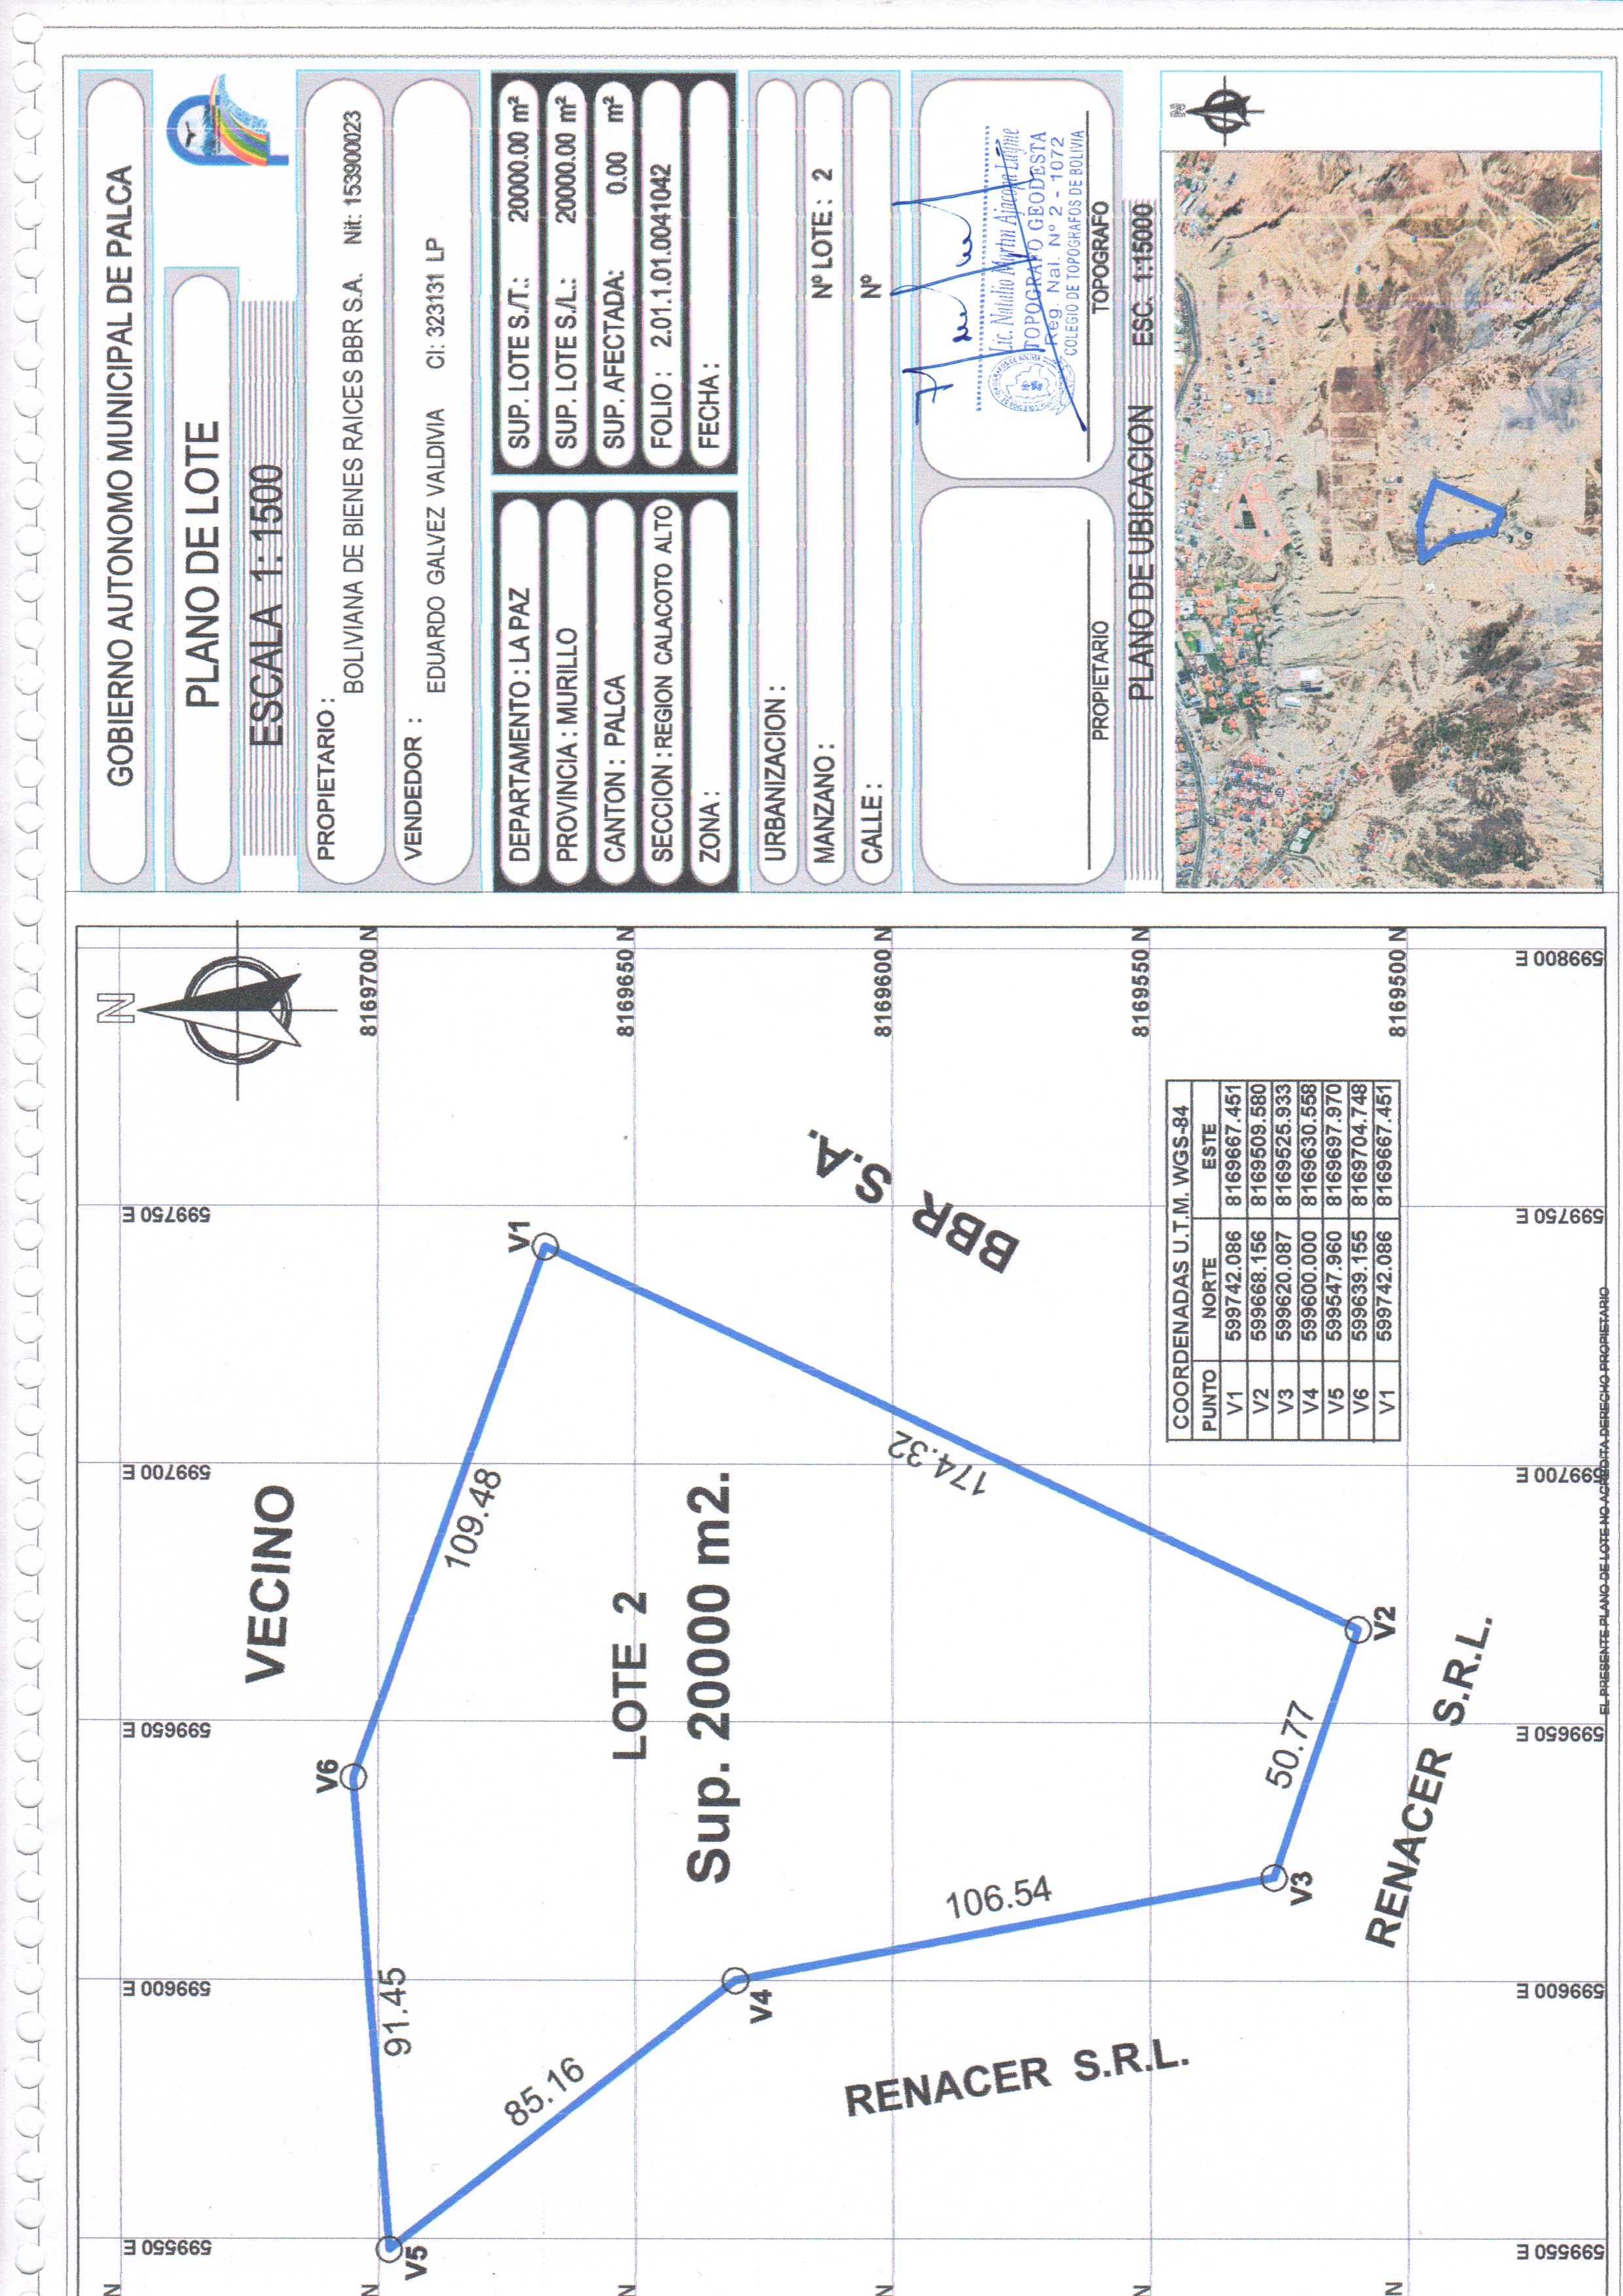 GOBIERNO AUTONOMO MUNICIPAL DE PALCA
PLANO DE LOTE
ESCALA 1: 1500
PROPIETARIO :
BOLIVIANA DE BIENES RAICES BBR S.A. Nit: 153900023
VENDEDOR :
EDUARDO GALVEZ VALDIVIA CI: 323131 LP
DEPARTAMENTO : LA PAZ
PROVINCIA : MURILLO
CANTON : PALCA
SECCION : REGION CALACOTO ALTO
ZONA :
SUP. LOTE S./T.: 20000.00 m²
SUP. LOTE S./L.: 20000.00 m²
SUP. AFECTADA: 0.00 m²
FOLIO : 2.01.1.01.0041042
FECHA :
URBANIZACION :
MANZANO : Nº LOTE : 2
CALLE : Nº
PROPIETARIO
Lic. Natalio Martin Ajacopa
TOPOGRAFO GEODESTA
Reg. Nal. Nº 2 - 1072
COLEGIO DE TOPOGRAFOS DE BOLIVIA
TOPOGRAFO
PLANO DE UBICACION ESC. 1:15000
N
599550 E
599600 E
599650 E
599700 E
599750 E
8169700 N
8169650 N
8169600 N
8169550 N
8169500 N
VECINO
V5
91.45
V6
109.48
V1
85.16
LOTE 2
Sup. 20000 m2.
V4
174.32
BBR S.A.
106.54
RENACER S.R.L.
V3
50.77
V2
RENACER S.R.L.
COORDENADAS U.T.M. WGS-84
PUNTO NORTE ESTE
V1 599742.086 8169667.451
V2 599668.156 8169509.580
V3 599620.087 8169525.933
V4 599600.000 8169630.558
V5 599547.960 8169697.970
V6 599639.155 8169704.748
V1 599742.086 8169667.451
599550 E
599600 E
599650 E
599700 E
599750 E
599800 E
EL PRESENTE PLANO DE LOTE NO ACREDITA DERECHO PROPIETARIO